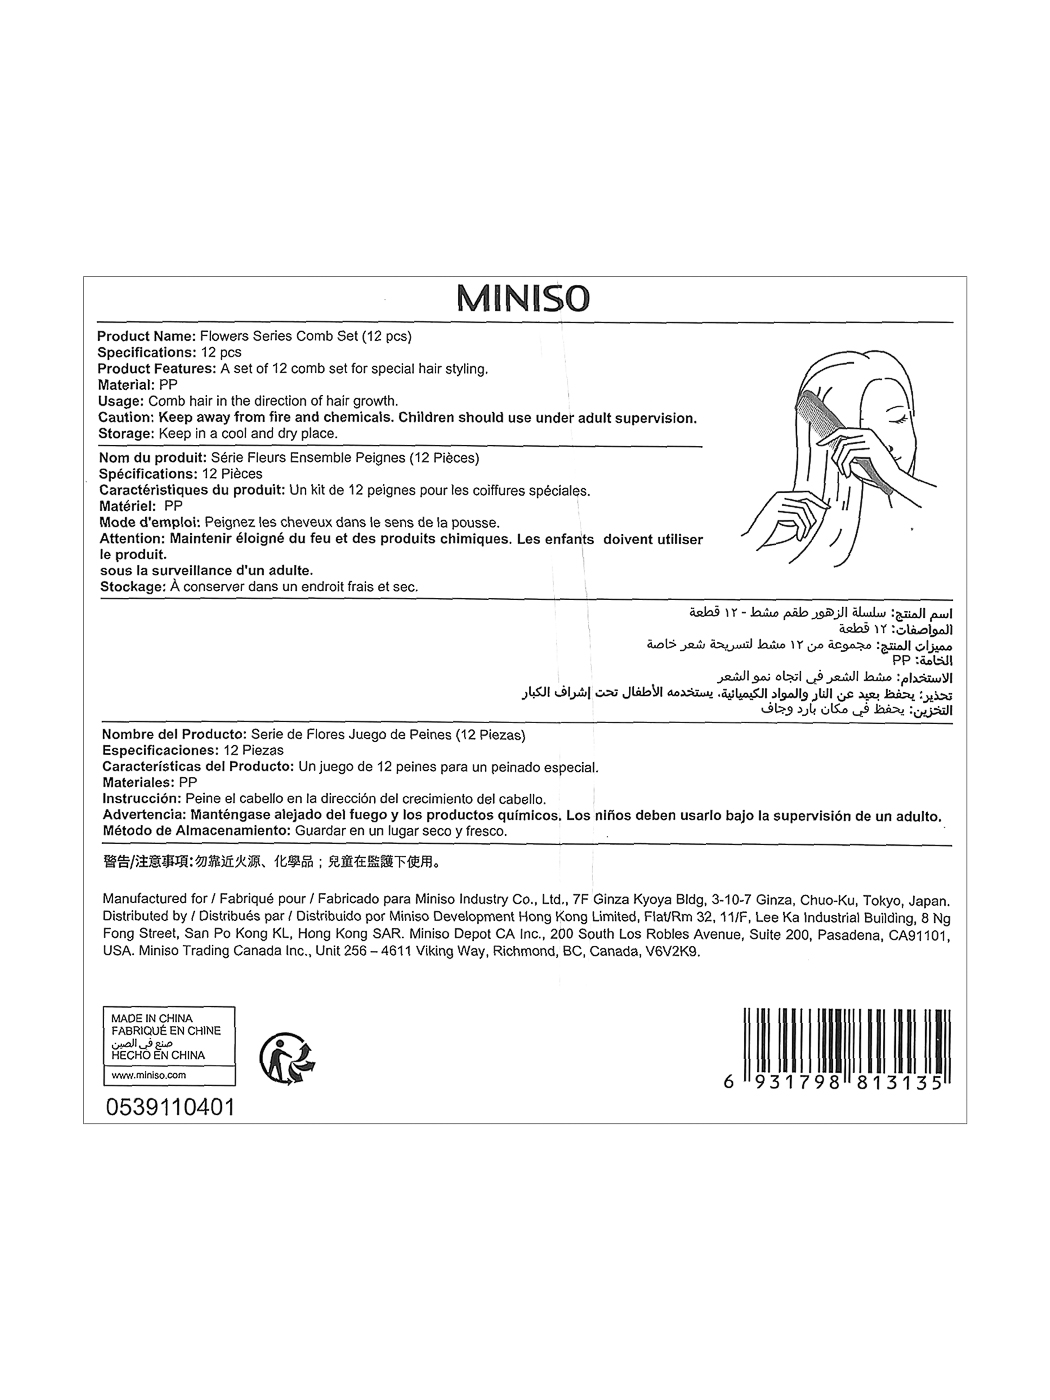 MINISO
Product Name: Flowers Series Comb Set (12 pcs)
Specifications: 12 pcs
Product Features: A set of 12 comb set for special hair styling.
Material: PP
Usage: Comb hair in the direction of hair growth.
Caution: Keep away from fire and chemicals. Children should use under adult supervision.
Storage: Keep in a cool and dry place.
Nom du produit: Série Fleurs Ensemble Peignes (12 Pièces)
Spécifications: 12 Pièces
Caractéristiques du produit: Un kit de 12 peignes pour les coiffures spéciales.
Matériel: PP
Mode d'emploi: Peignez les cheveux dans le sens de la pousse.
Attention: Maintenir éloigné du feu et des produits chimiques. Les enfants doivent utiliser
le produit.
sous la surveillance d'un adulte.
Stockage: À conserver dans un endroit frais et sec.
اسم المنتج: سلسلة الزهور طقم مشط - ١٢ قطعة
المواصفات: ١٢ قطعة
مميزات المنتج: مجموعة من ١٢ مشط لتسريحة شعر خاصة
الخامة: PP
الاستخدام: مشط الشعر في اتجاه نمو الشعر
تحذير: يحفظ بعيد عن النار والمواد الكيميائية. يستخدمه الأطفال تحت إشراف الكبار
التخزين: يحفظ في مكان بارد وجاف
Nombre del Producto: Serie de Flores Juego de Peines (12 Piezas)
Especificaciones: 12 Piezas
Características del Producto: Un juego de 12 peines para un peinado especial.
Materiales: PP
Instrucción: Peine el cabello en la dirección del crecimiento del cabello.
Advertencia: Manténgase alejado del fuego y los productos químicos. Los niños deben usarlo bajo la supervisión de un adulto.
Método de Almacenamiento: Guardar en un lugar seco y fresco.
警告/注意事項:勿靠近火源、化學品；兒童在監護下使用。
Manufactured for / Fabriqué pour / Fabricado para Miniso Industry Co., Ltd., 7F Ginza Kyoya Bldg, 3-10-7 Ginza, Chuo-Ku, Tokyo, Japan.
Distributed by / Distribués par / Distribuido por Miniso Development Hong Kong Limited, Flat/Rm 32, 11/F, Lee Ka Industrial Building, 8 Ng
Fong Street, San Po Kong KL, Hong Kong SAR. Miniso Depot CA Inc., 200 South Los Robles Avenue, Suite 200, Pasadena, CA91101,
USA. Miniso Trading Canada Inc., Unit 256 – 4611 Viking Way, Richmond, BC, Canada, V6V2K9.
MADE IN CHINA
FABRIQUÉ EN CHINE
صنع في الصين
HECHO EN CHINA
www.miniso.com
0539110401
6 931798 813135